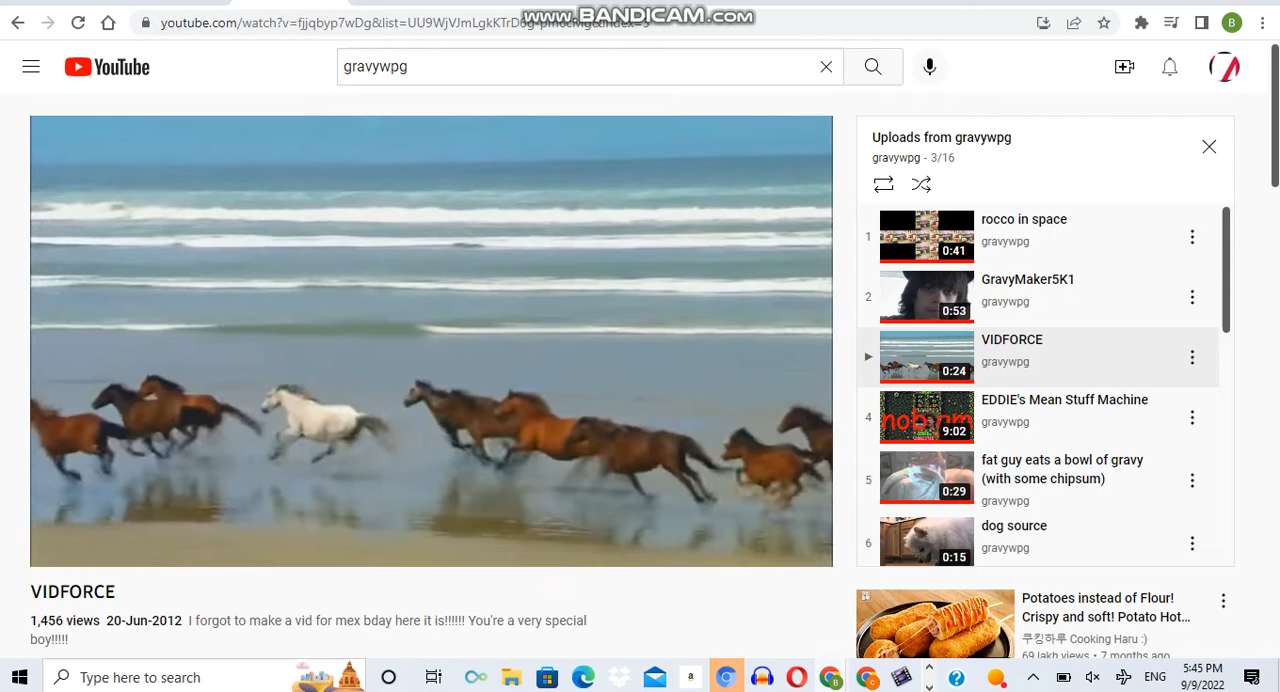 youtube.com/watch?v=fjjqbyp7wDg&list=UU9WjVJmLgkKTrDog-pmocMg&index=3
www.BANDICAM.com
YouTube
gravywpg
B
Uploads from gravywpg
gravywpg - 3/16
1
rocco in space
gravywpg
0:41
2
GravyMaker5K1
gravywpg
0:53
VIDFORCE
gravywpg
0:24
4
EDDIE's Mean Stuff Machine
gravywpg
9:02
5
fat guy eats a bowl of gravy
(with some chipsum)
gravywpg
0:29
6
dog source
gravywpg
0:15
VIDFORCE
1,456 views 20-Jun-2012 I forgot to make a vid for mex bday here it is!!!!!! You're a very special
boy!!!!!
Potatoes instead of Flour!
Crispy and soft! Potato Hot...
쿠킹하루 Cooking Haru :)
69 lakh views • 7 months ago
Type here to search
a
ENG
5:45 PM
9/9/2022